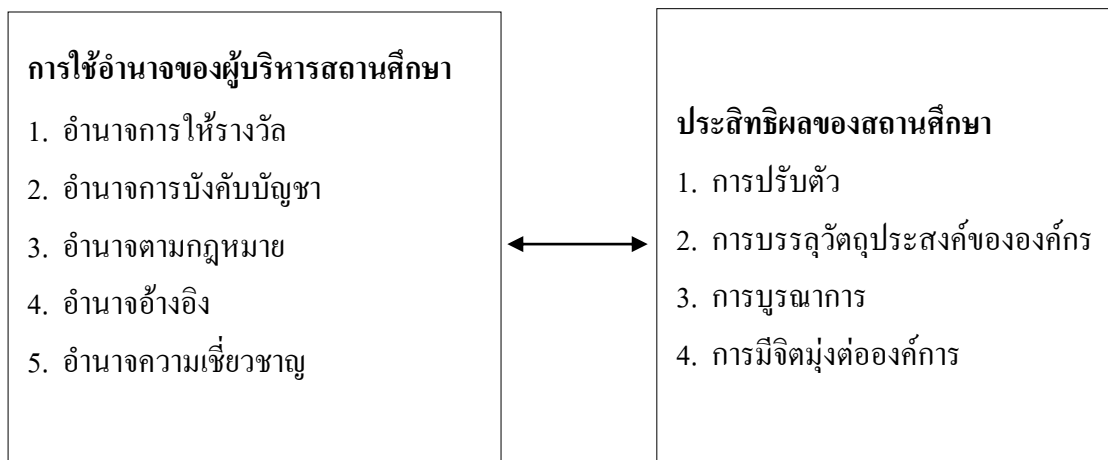 การใช้อำนาจของผู้บริหารสถานศึกษา
1. อำนาจการให้รางวัล
2. อำนาจการบังคับบัญชา
3. อำนาจตามกฎหมาย
4. อำนาจอ้างอิง
5. อำนาจความเชี่ยวชาญ
ประสิทธิผลของสถานศึกษา
1. การปรับตัว
2. การบรรลุวัตถุประสงค์ขององค์กร
3. การบูรณาการ
4. การมีจิตมุ่งต่อองค์การ